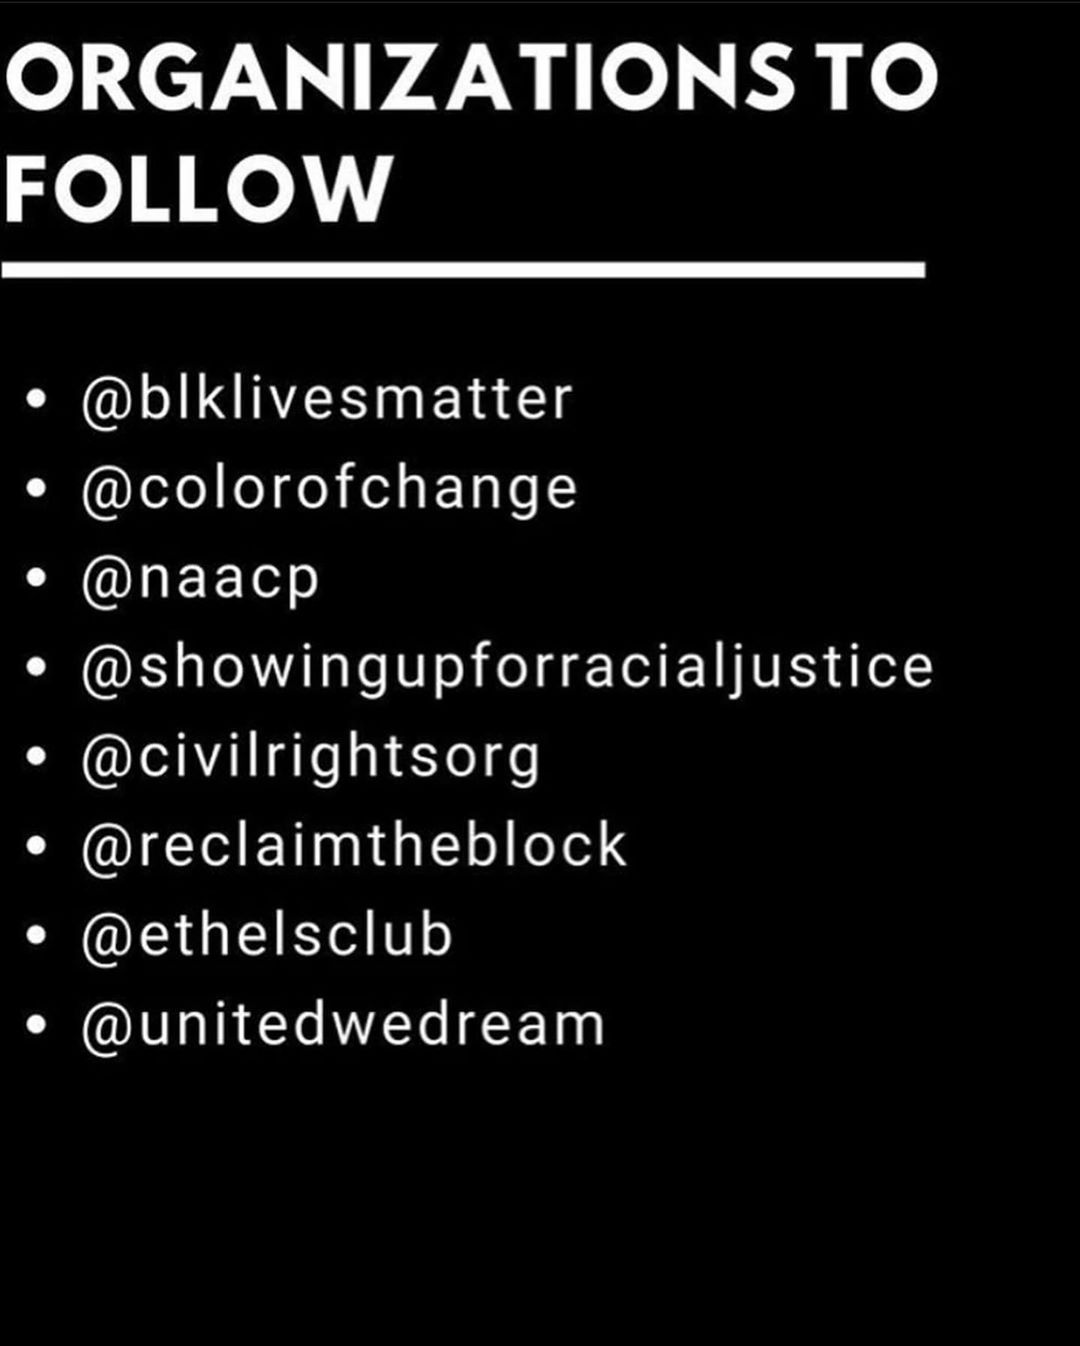 ORGANIZATIONS TO
FOLLOW
• @blklivesmatter
• @colorofchange
• @naacp
• @showingupforracialjustice
• @civilrightsorg
• @reclaimtheblock
• @ethelsclub
• @unitedwedream